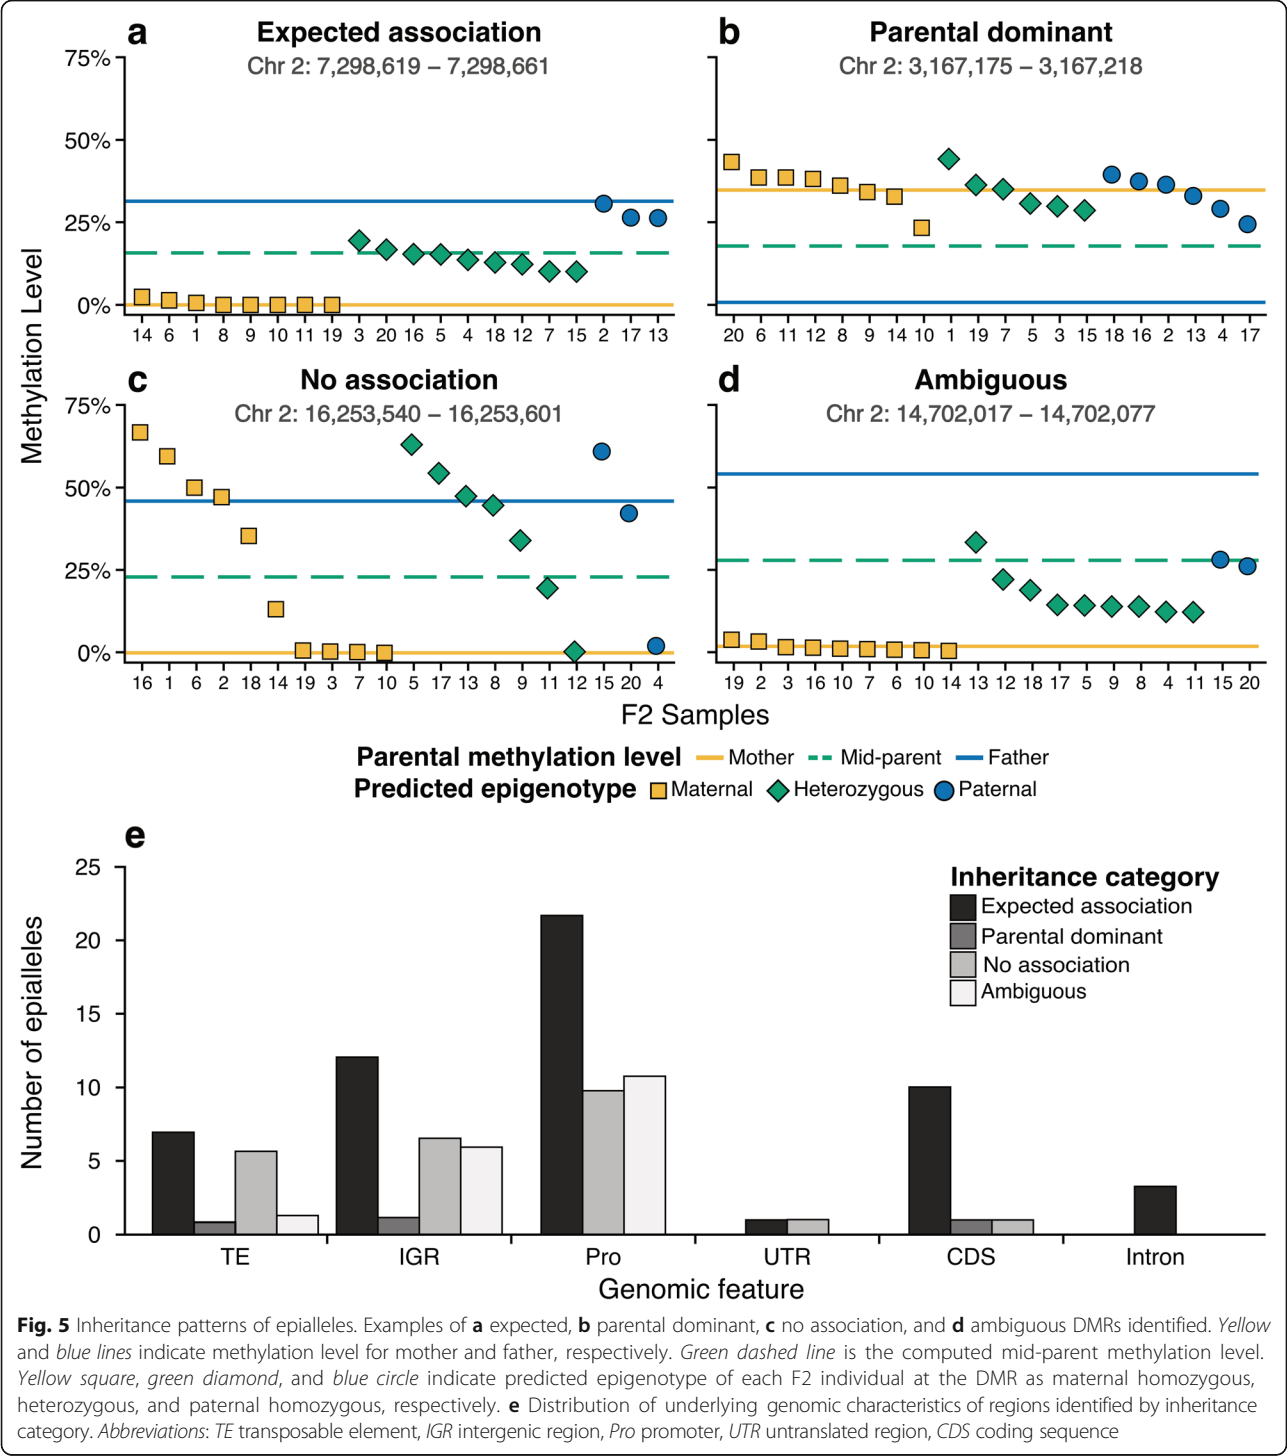 a Expected association
Chr 2: 7,298,619 – 7,298,661
75%
50%
25%
0%
14 6 1 8 9 10 11 19 3 20 16 5 4 18 12 7 15 2 17 13
b Parental dominant
Chr 2: 3,167,175 – 3,167,218
20 6 11 12 8 9 14 10 1 19 7 5 3 15 18 16 2 13 4 17
Methylation Level
c No association
Chr 2: 16,253,540 – 16,253,601
75%
50%
25%
0%
16 1 6 2 18 14 19 3 7 10 5 17 13 8 9 11 12 15 20 4
d Ambiguous
Chr 2: 14,702,017 – 14,702,077
19 2 3 16 10 7 6 10 14 13 12 18 17 5 9 8 4 11 15 20
F2 Samples
Parental methylation level Mother Mid-parent Father
Predicted epigenotype Maternal Heterozygous Paternal
e
Number of epialleles
25
20
15
10
5
0
Inheritance category
Expected association
Parental dominant
No association
Ambiguous
TE IGR Pro UTR CDS Intron
Genomic feature
Fig. 5 Inheritance patterns of epialleles. Examples of a expected, b parental dominant, c no association, and d ambiguous DMRs identified. Yellow
and blue lines indicate methylation level for mother and father, respectively. Green dashed line is the computed mid-parent methylation level.
Yellow square, green diamond, and blue circle indicate predicted epigenotype of each F2 individual at the DMR as maternal homozygous,
heterozygous, and paternal homozygous, respectively. e Distribution of underlying genomic characteristics of regions identified by inheritance
category. Abbreviations: TE transposable element, IGR intergenic region, Pro promoter, UTR untranslated region, CDS coding sequence